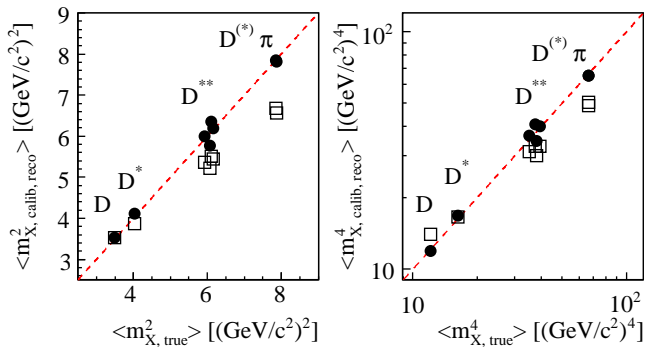 <m²X, calib, reco> [(GeV/c²)²]
9
8
7
6
5
4
3
D
D*
D**
D(*) π
4 6 8
<m²X, true> [(GeV/c²)²]
<m⁴X, calib, reco> [(GeV/c²)⁴]
10²
10
D
D*
D**
D(*) π
10 10²
<m⁴X, true> [(GeV/c²)⁴]